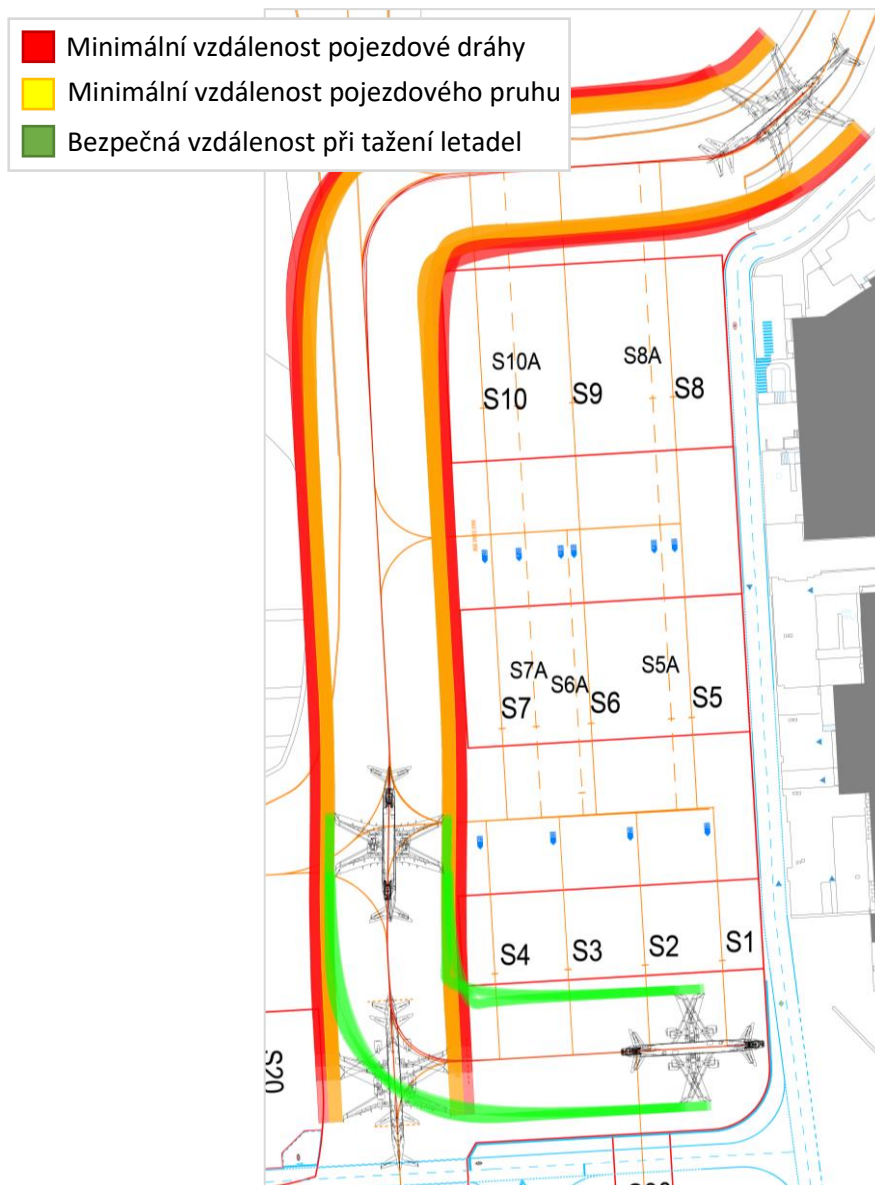 Minimální vzdálenost pojezdové dráhy
Minimální vzdálenost pojezdového pruhu
Bezpečná vzdálenost při tažení letadel
S10A
S8A
S10
S9
S8
S7A
S6A
S5A
S7
S6
S5
S4
S3
S2
S1
S20